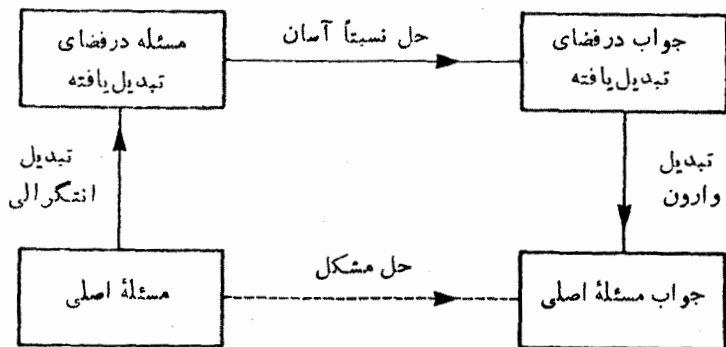 مسئله درفضای
تبدیل‌یافته
حل نسبتاً آسان
جواب درفضای
تبدیل‌یافته
تبدیل
انتگرالی
تبدیل
وارون
مسئلهٔ اصلی
حل مشکل
جواب مسئلهٔ اصلی